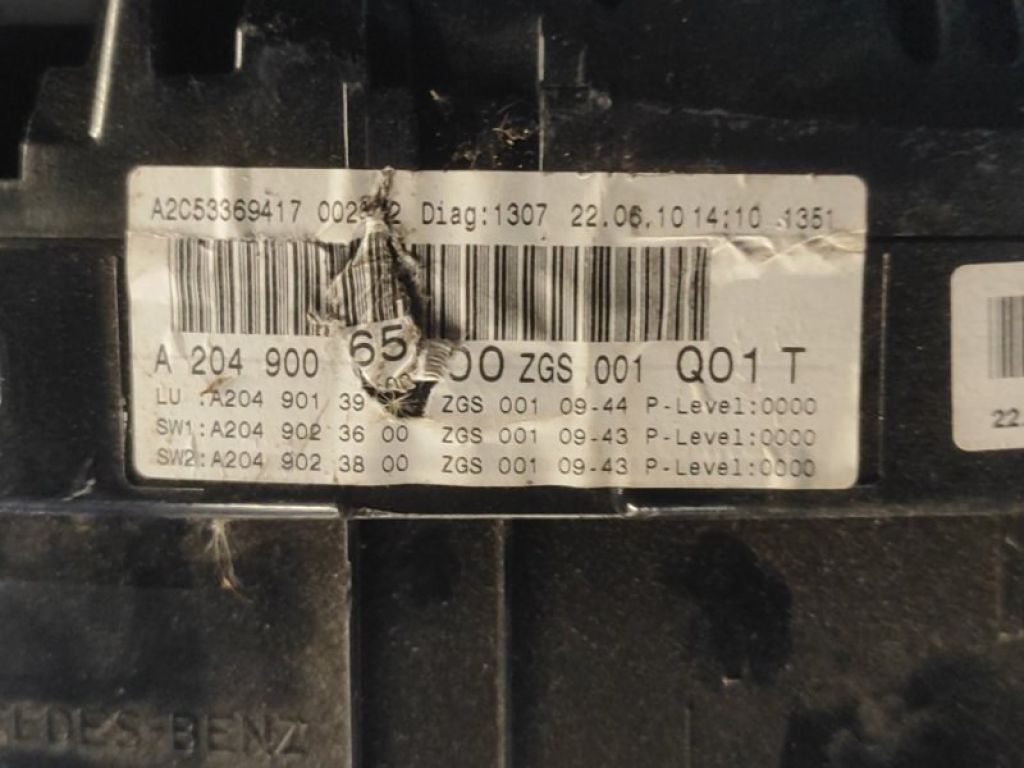 A2C53369417 Diag:1307 22.06.10 14:10 1351
A 204 900 65 00 ZGS 001 Q01 T
LU :A204 901 39 ZGS 001 09-44 P-Level:0000
SW1:A204 902 36 00 ZGS 001 09-43 P-Level:0000
SW2:A204 902 38 00 ZGS 001 09-43 P-Level:0000
22.
EDES-BENZ